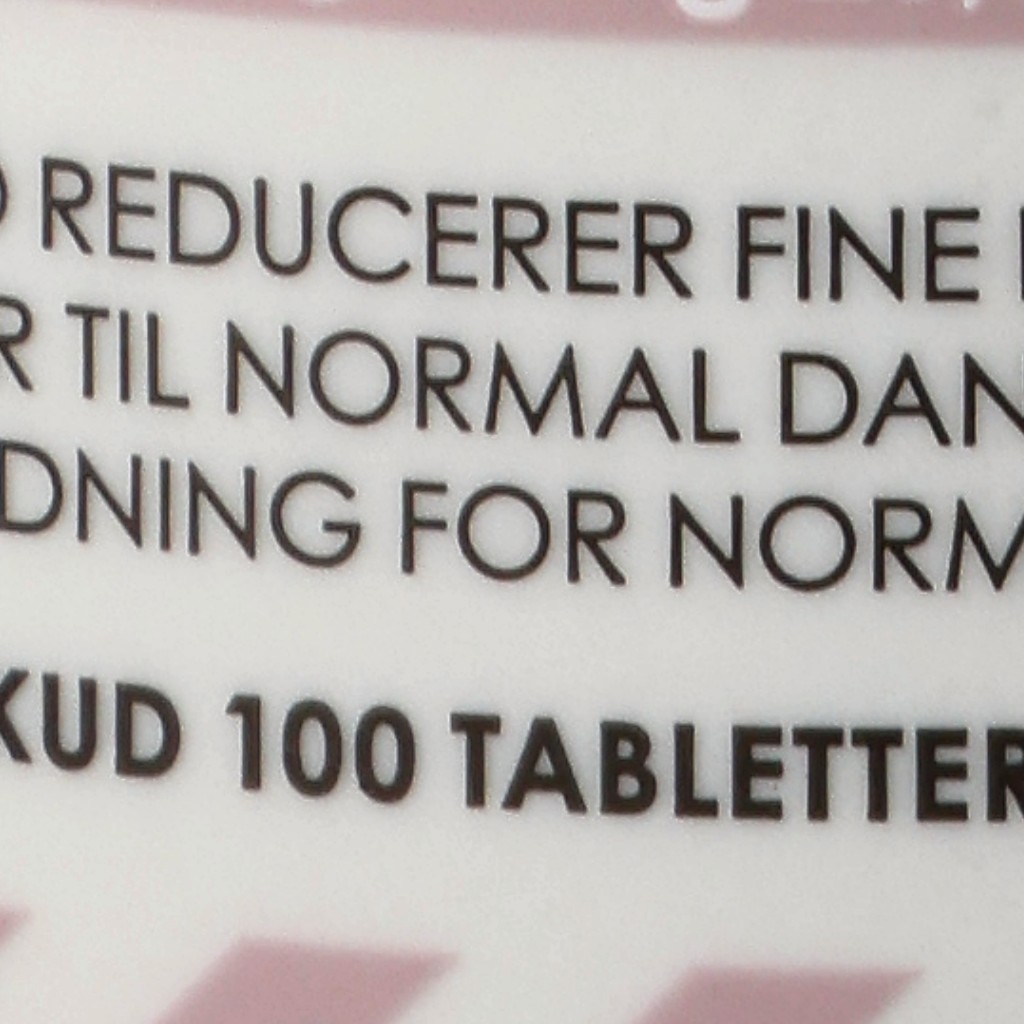 REDUCERER FINE
TIL NORMAL DAN
DNING FOR NORM
KUD 100 TABLETTER